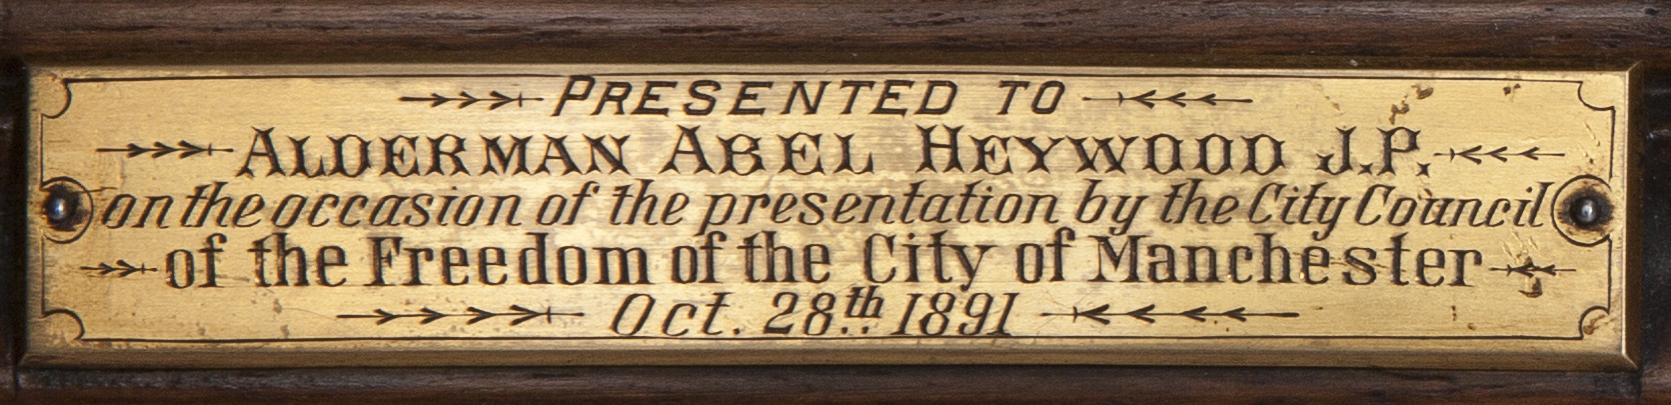 PRESENTED TO
ALDERMAN ABEL HEYWOOD J.P.
on the occasion of the presentation by the City Council
of the Freedom of the City of Manchester
Oct. 28th 1891